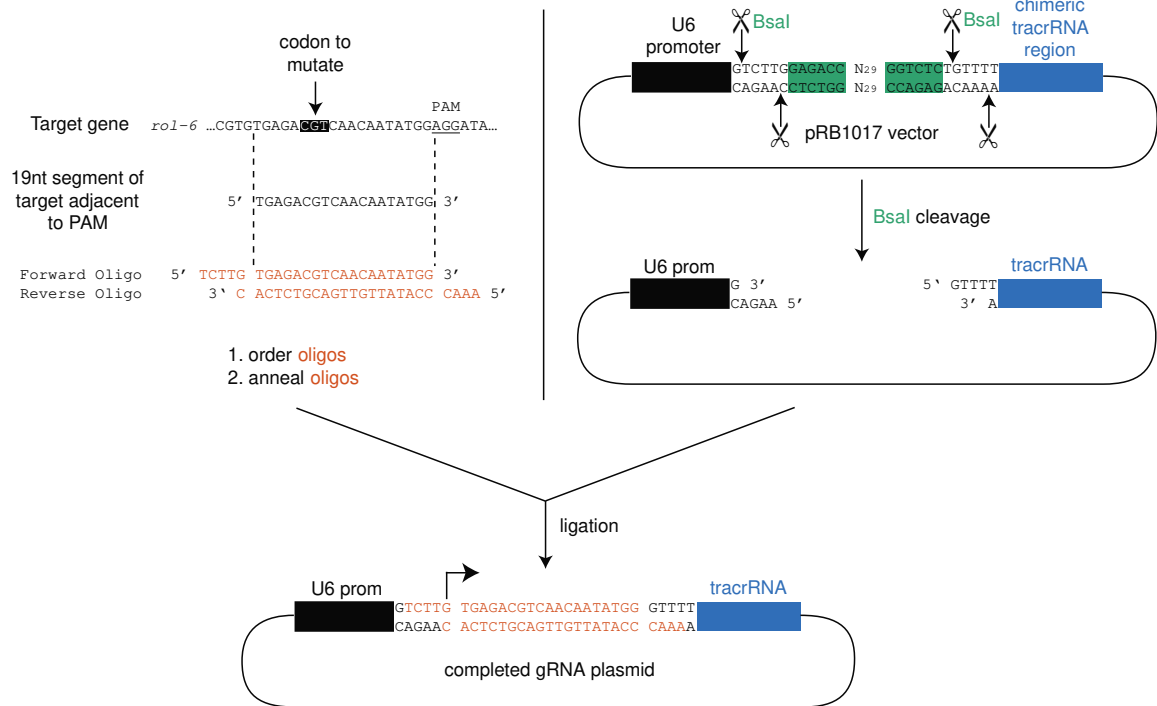 codon to
mutate
PAM
Target gene rol-6 ...CGTGTGAGACGTCAACAATATGGAGGATA...
19nt segment of
target adjacent
to PAM
5′ TGAGACGTCAACAATATGG 3′
Forward Oligo 5′ TCTTG TGAGACGTCAACAATATGG 3′
Reverse Oligo 3‘ C ACTCTGCAGTTGTTATACC CAAA 5′
1. order oligos
2. anneal oligos
U6
promoter
BsaI
BsaI
chimeric
tracrRNA
region
GTCTTGGAGACC N29 GGTCTCTGTTTT
CAGAACCTCTGG N29 CCAGAGACAAAA
pRB1017 vector
BsaI cleavage
U6 prom
tracrRNA
G 3′
CAGAA 5′
5‘ GTTTT
3′ A
ligation
U6 prom
tracrRNA
GTCTTG TGAGACGTCAACAATATGG GTTTT
CAGAAC ACTCTGCAGTTGTTATACC CAAAA
completed gRNA plasmid